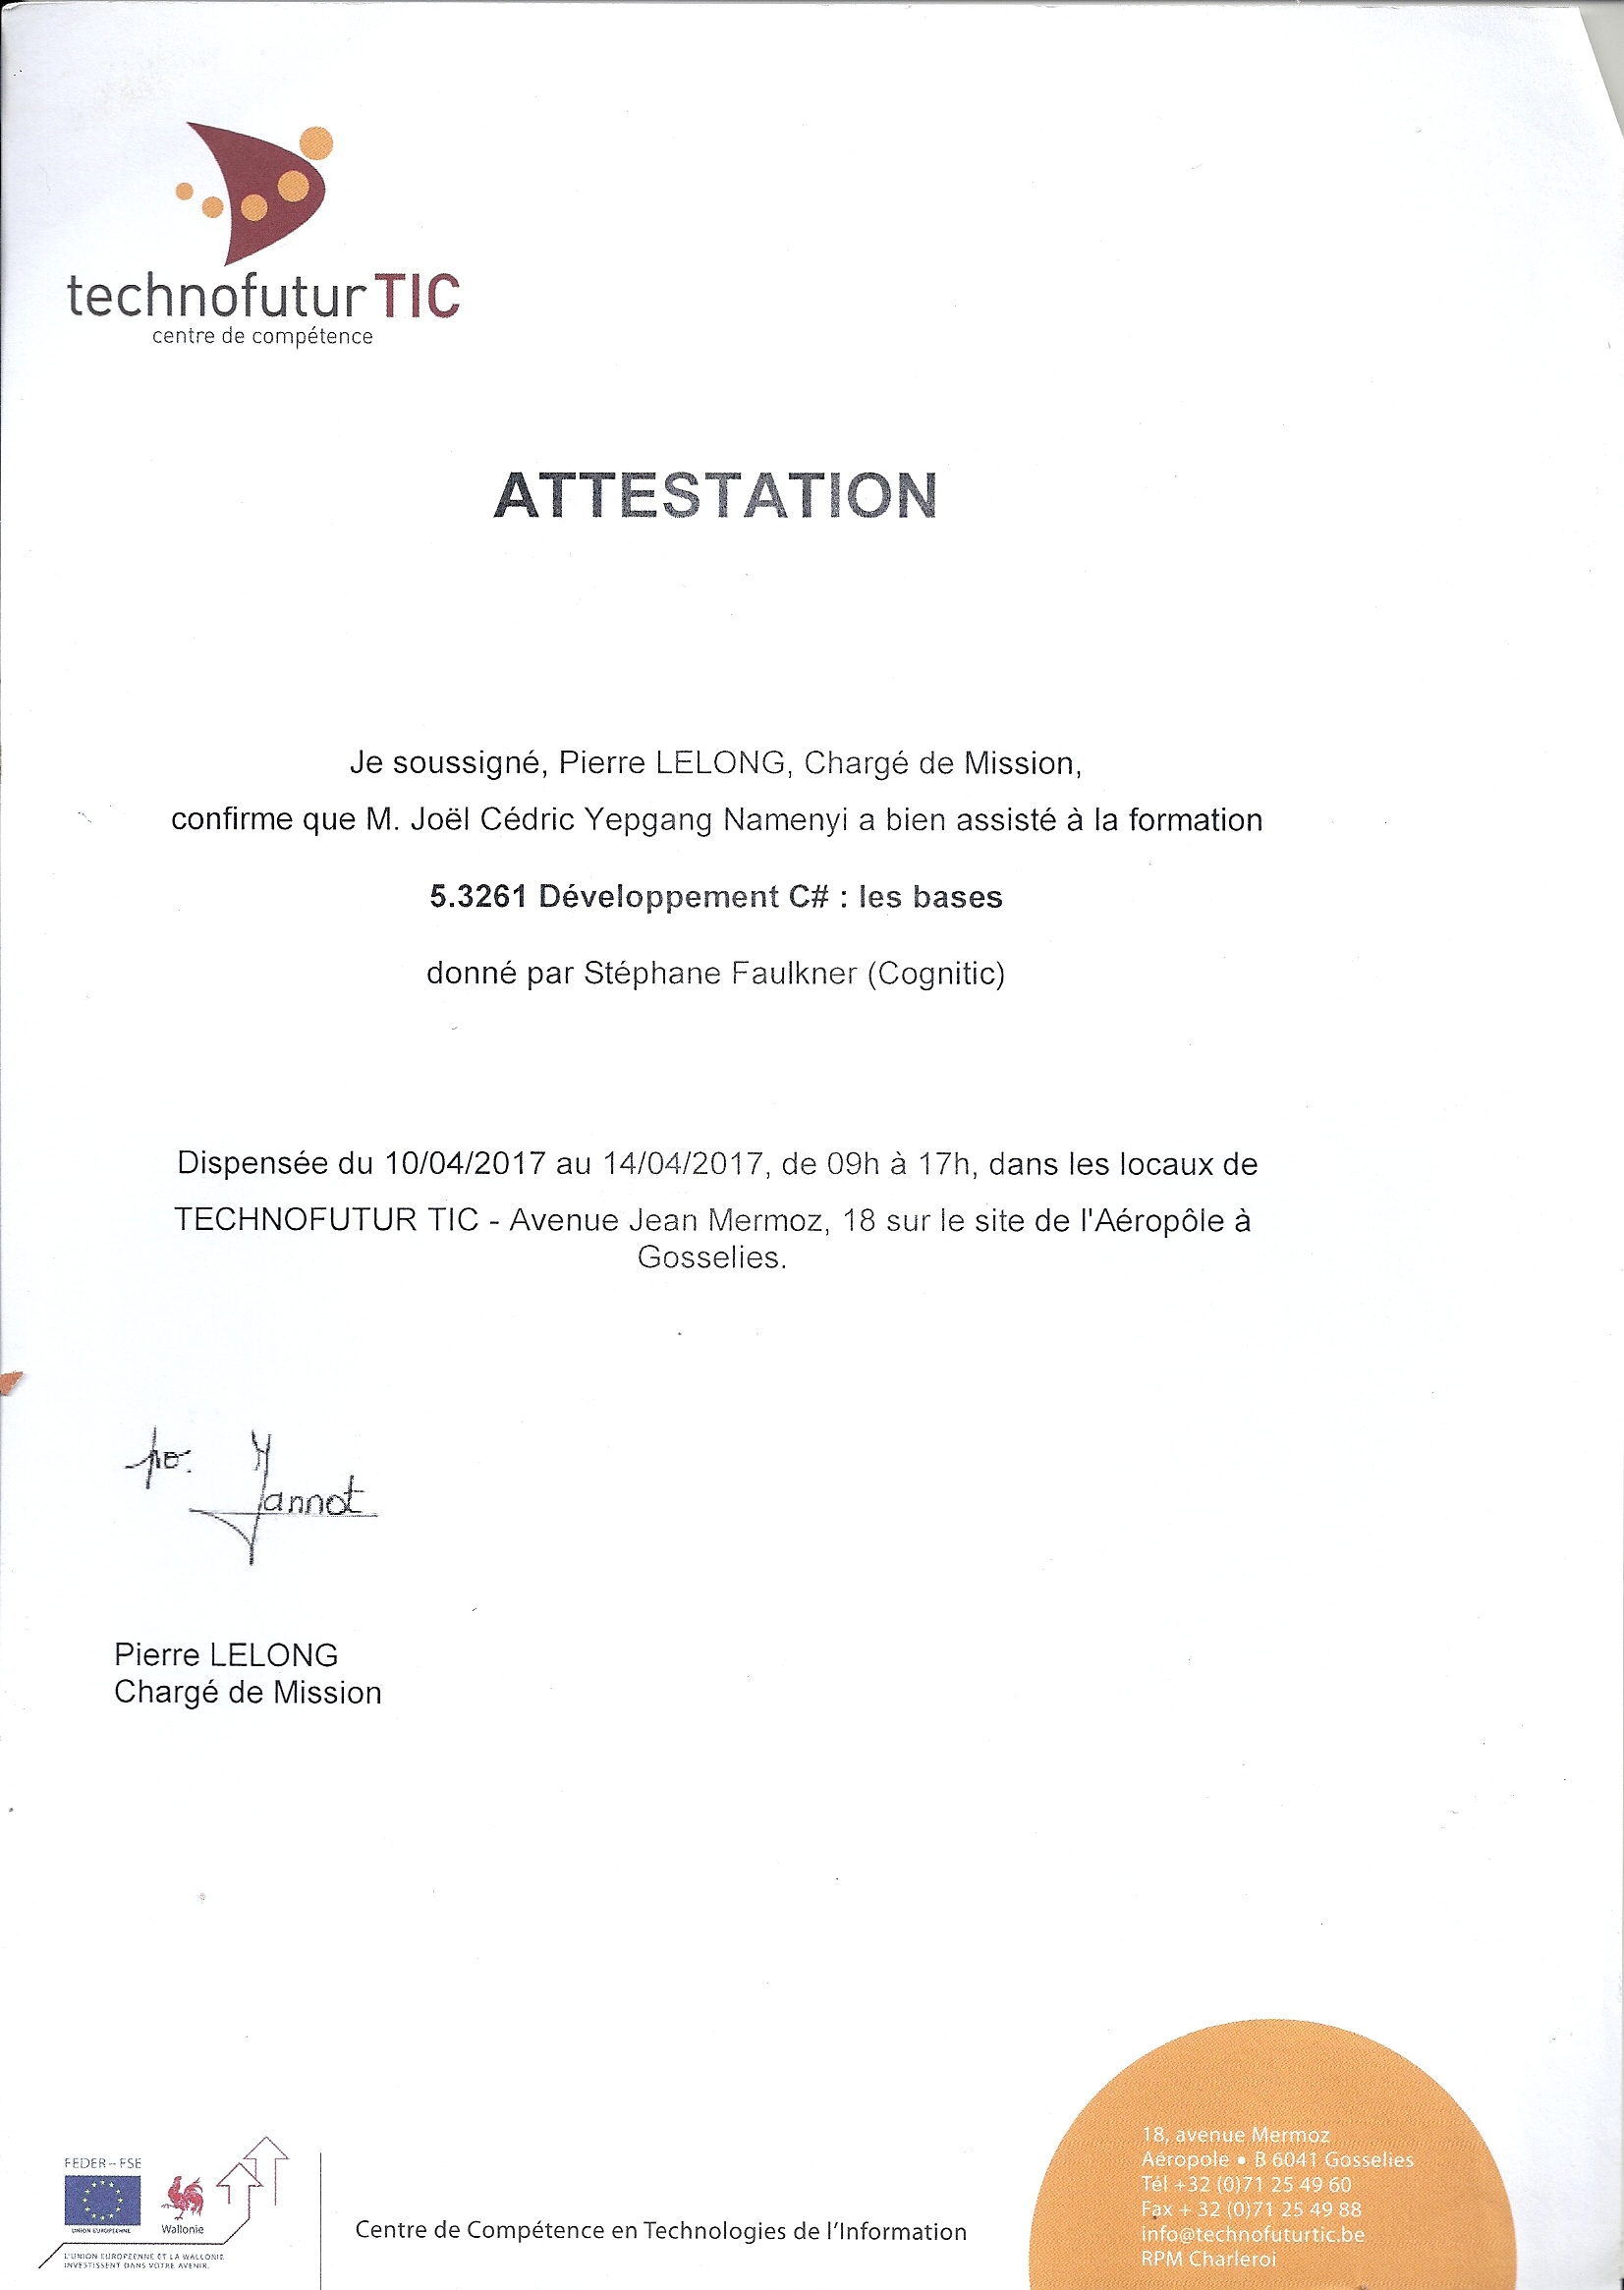 technofutur TIC
centre de compétence
ATTESTATION
Je soussigné, Pierre LELONG, Chargé de Mission,
confirme que M. Joël Cédric Yepgang Namenyi a bien assisté à la formation
5.3261 Développement C# : les bases
donné par Stéphane Faulkner (Cognitic)
Dispensée du 10/04/2017 au 14/04/2017, de 09h à 17h, dans les locaux de
TECHNOFUTUR TIC - Avenue Jean Mermoz, 18 sur le site de l'Aéropôle à
Gosselies.
po.
Jannot
Pierre LELONG
Chargé de Mission
FEDER – FSE
UNION EUROPEENNE
Wallonie
L'UNION EUROPÉENNE ET LA WALLONIE
INVESTISSENT DANS VOTRE AVENIR.
Centre de Compétence en Technologies de l'Information
18, avenue Mermoz
Aéropole • B 6041 Gosselies
Tél +32 (0)71 25 49 60
Fax + 32 (0)71 25 49 88
info@technofuturtic.be
RPM Charleroi